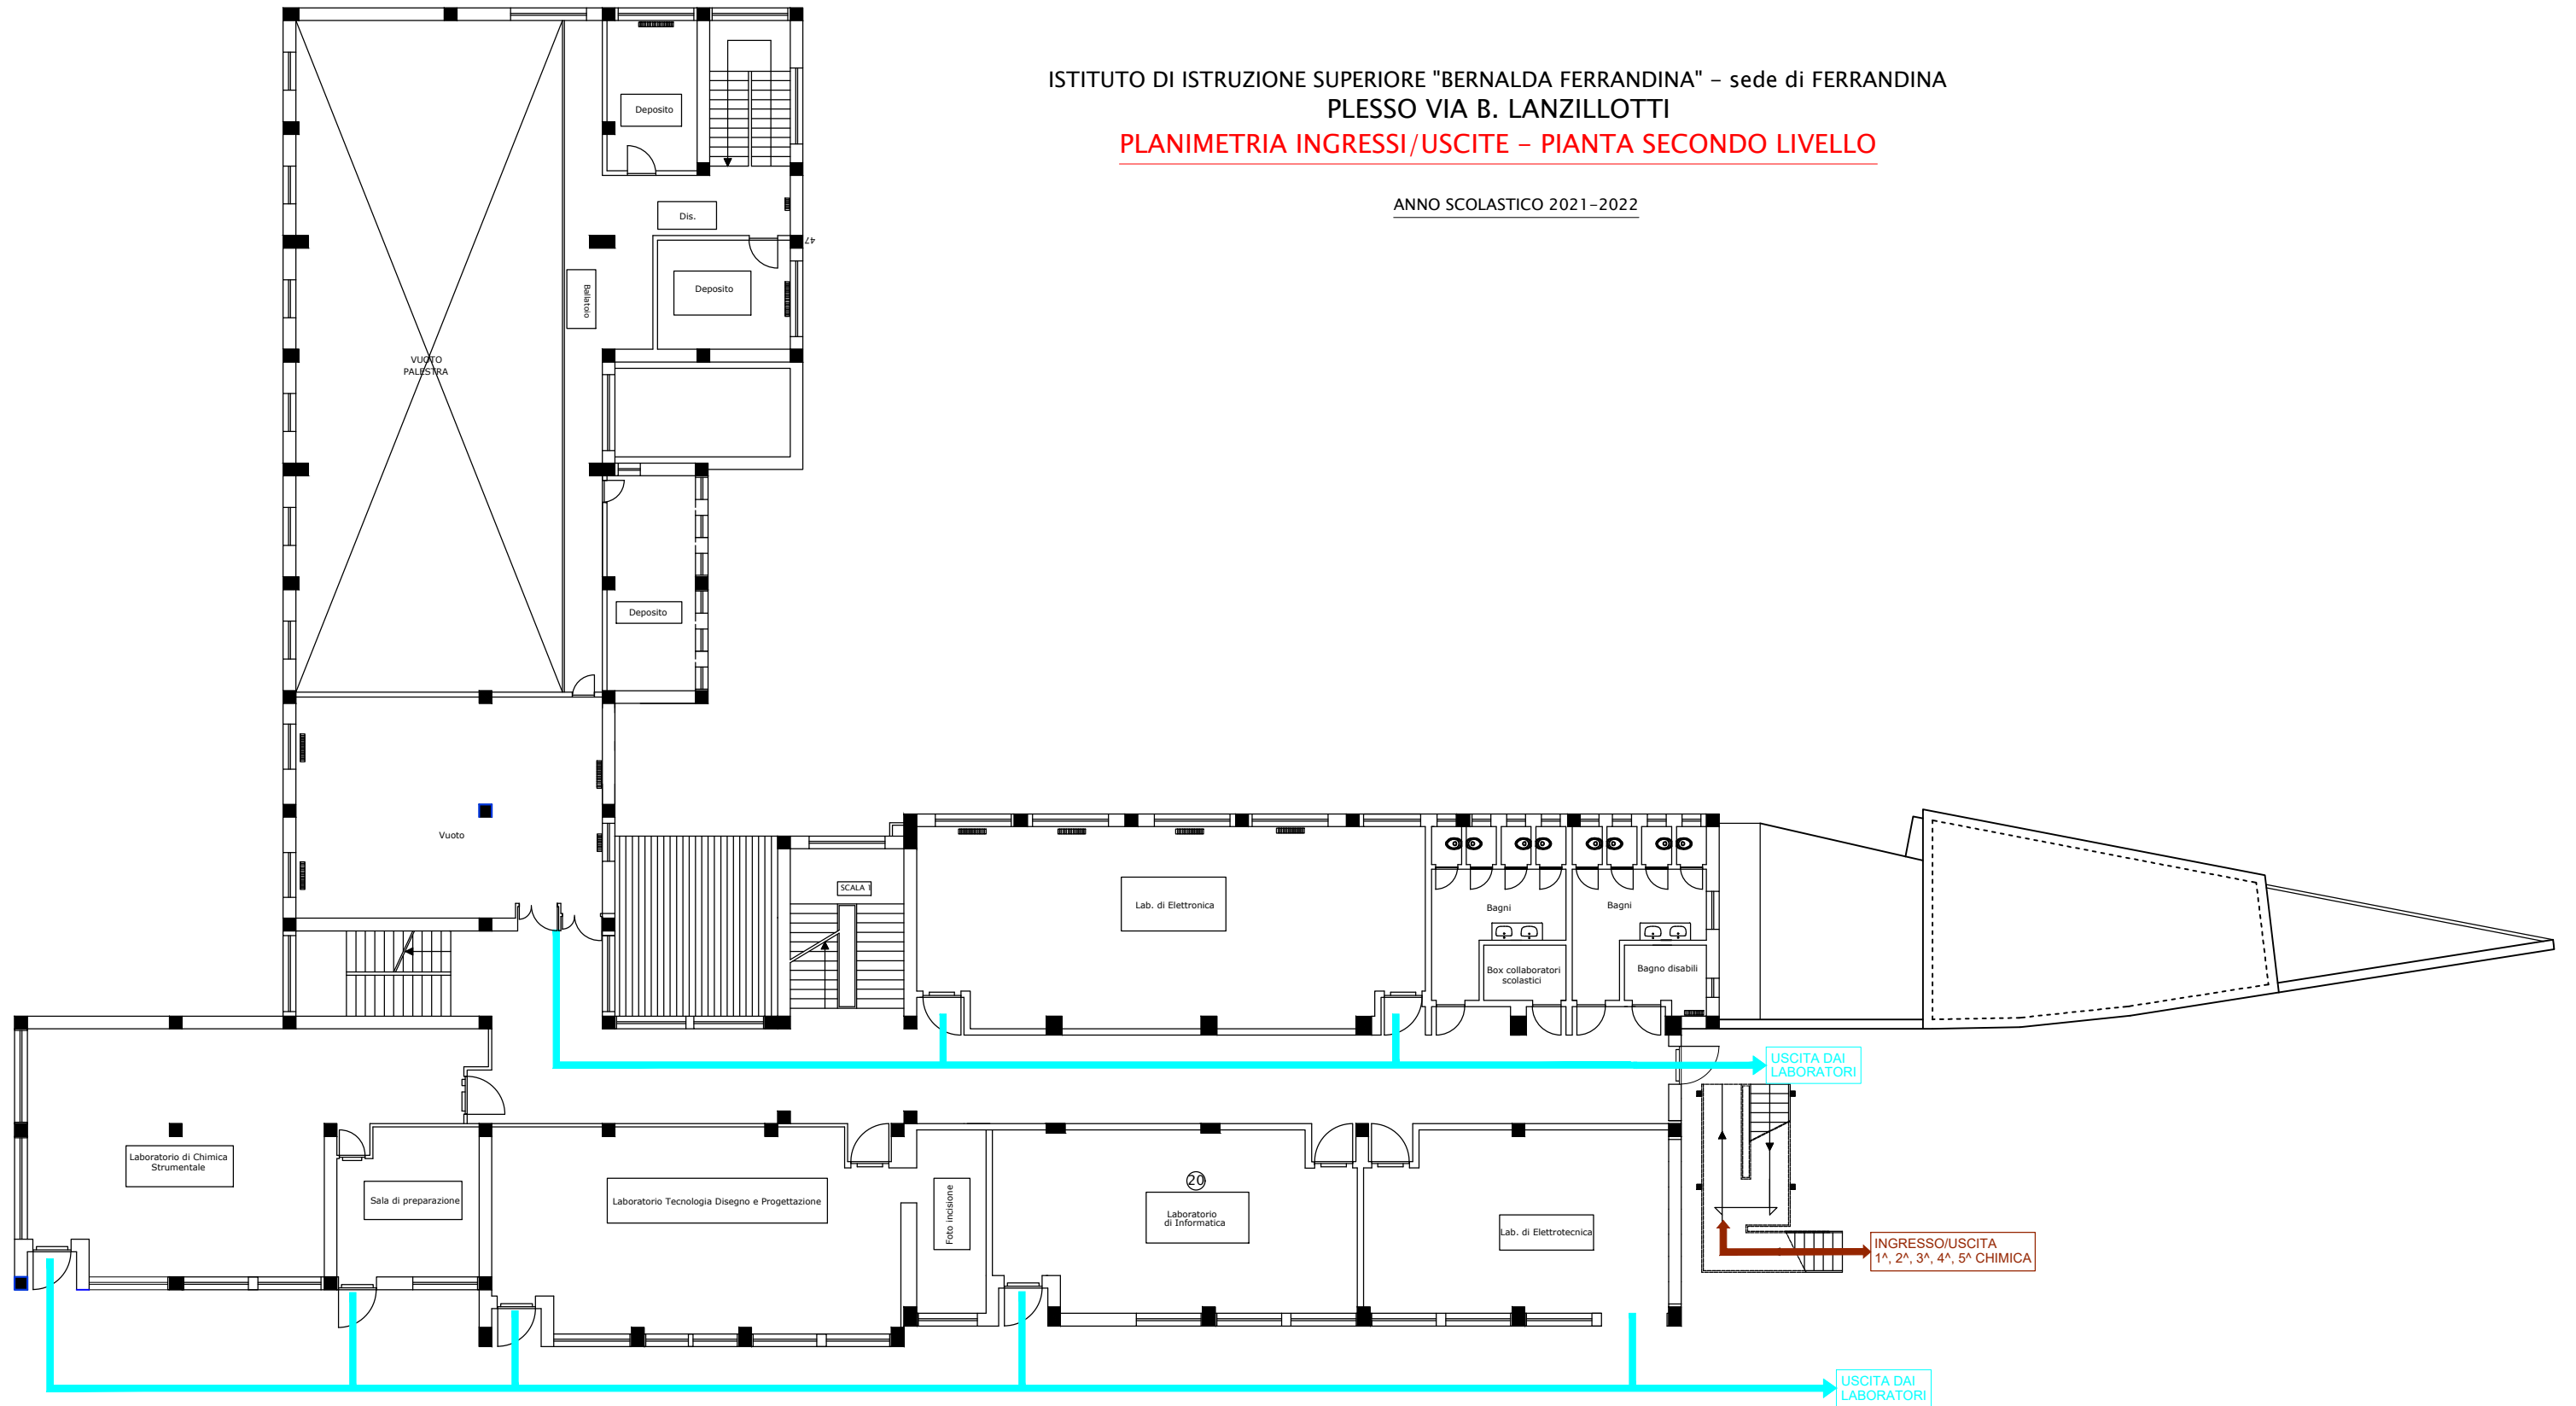 ISTITUTO DI ISTRUZIONE SUPERIORE "BERNALDA FERRANDINA" - sede di FERRANDINA
PLESSO VIA B. LANZILLOTTI
PLANIMETRIA INGRESSI/USCITE - PIANTA SECONDO LIVELLO
ANNO SCOLASTICO 2021-2022
Deposito
Dis.
47
Deposito
Ballatoio
VUOTO
PALESTRA
Deposito
Vuoto
SCALA 1
Lab. di Elettronica
Bagni
Bagni
Box collaboratori
scolastici
Bagno disabili
USCITA DAI
LABORATORI
Laboratorio di Chimica
Strumentale
Sala di preparazione
Laboratorio Tecnologia Disegno e Progettazione
Foto incisione
20
Laboratorio
di Informatica
Lab. di Elettrotecnica
INGRESSO/USCITA
1^, 2^, 3^, 4^, 5^ CHIMICA
USCITA DAI
LABORATORI